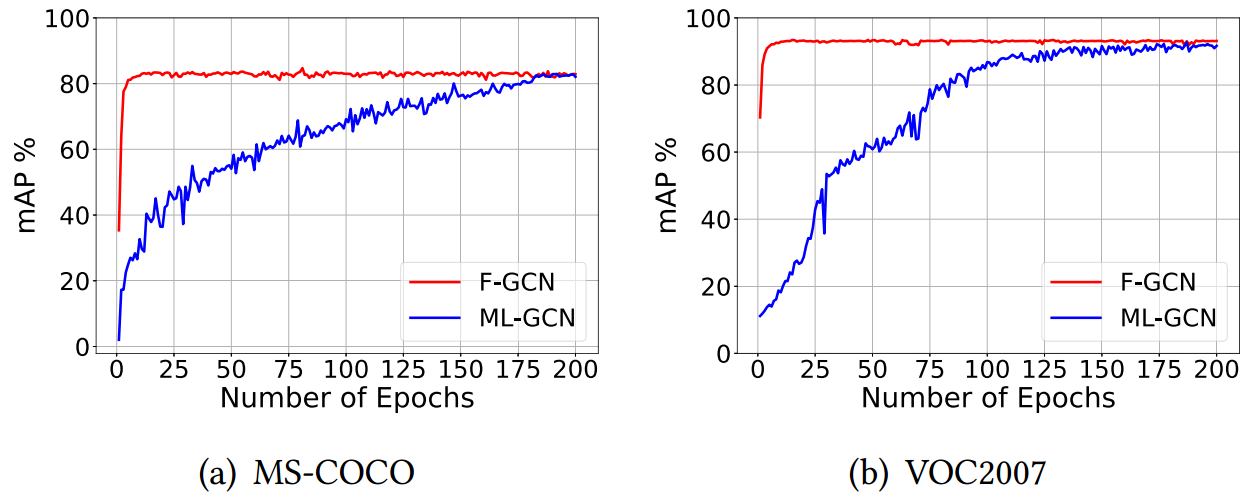 mAP %
100
80
60
40
20
0
F-GCN
ML-GCN
0 25 50 75 100 125 150 175 200
Number of Epochs
(a) MS-COCO
mAP %
100
80
60
40
20
0
F-GCN
ML-GCN
0 25 50 75 100 125 150 175 200
Number of Epochs
(b) VOC2007